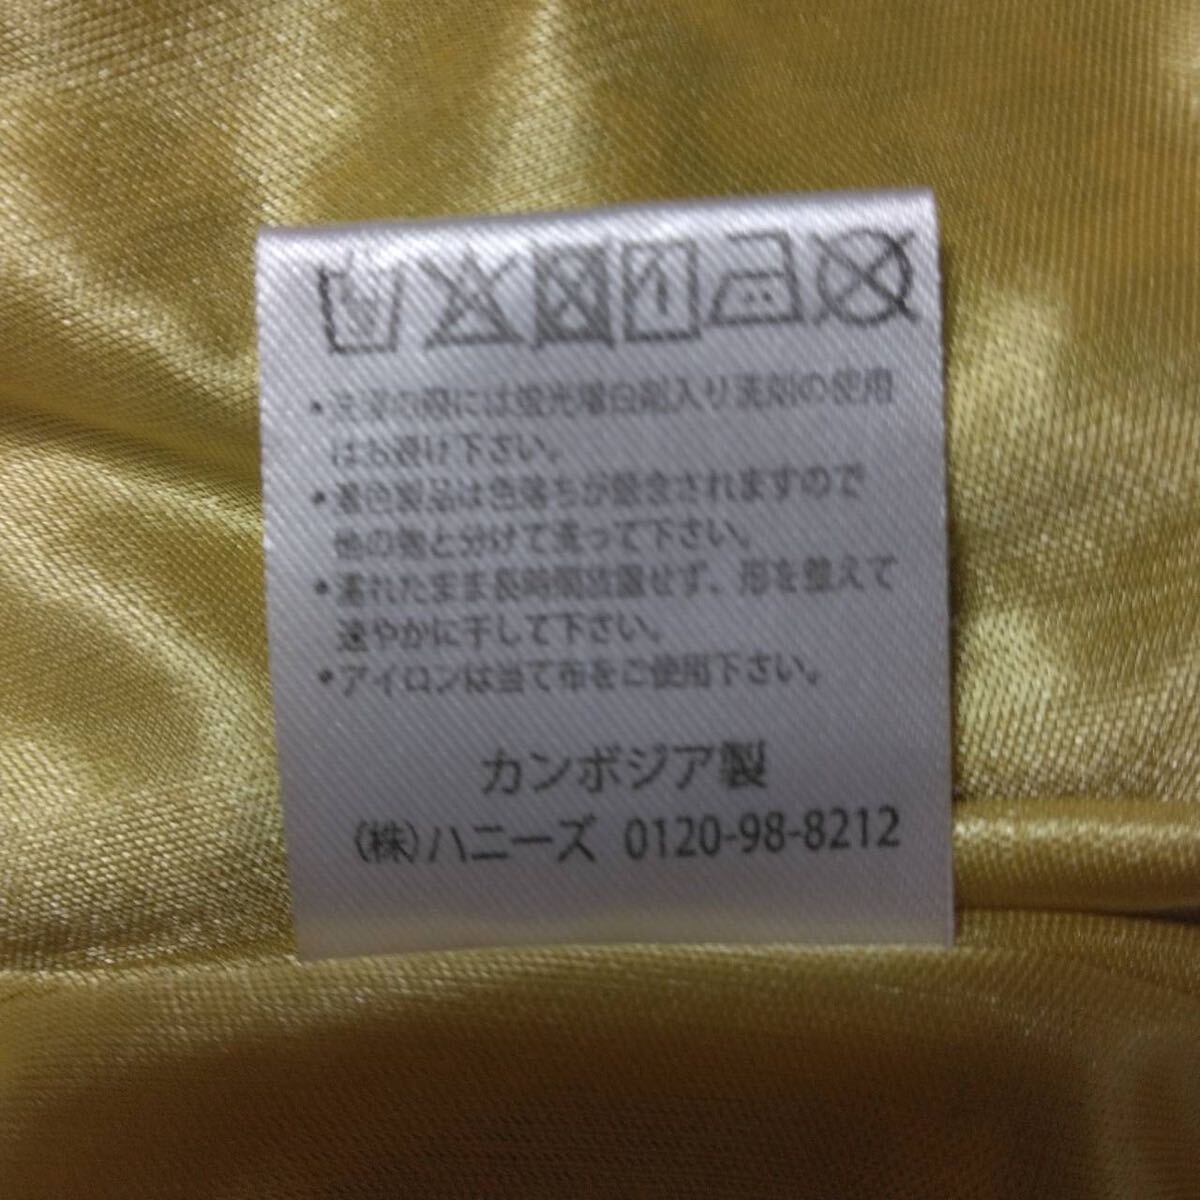 ・洗濯の際には蛍光増白剤入り洗剤の使用
はお避け下さい。
・濃色製品は色落ちが懸念されますので
他の物と分けて洗って下さい。
・濡れたまま長時間放置せず、形を整えて
速やかに干して下さい。
・アイロンは当て布をご使用下さい。
カンボジア製
(株)ハニーズ 0120-98-8212